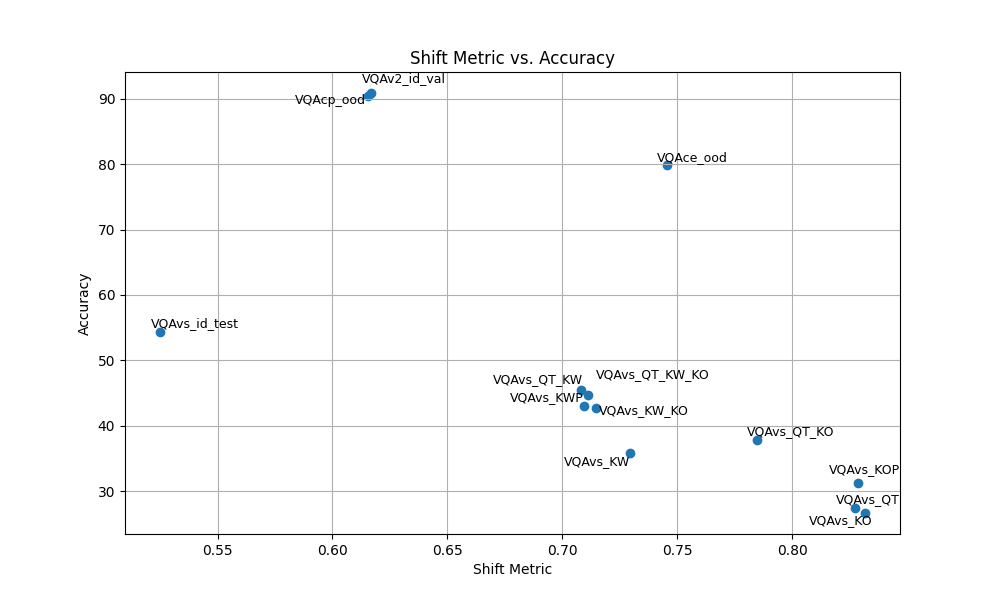 Shift Metric vs. Accuracy
VQAv2_id_val
VQAcp_ood
VQAce_ood
VQAvs_id_test
VQAvs_QT_KW
VQAvs_QT_KW_KO
VQAvs_KWP
VQAvs_KW_KO
VQAvs_QT_KO
VQAvs_KW
VQAvs_KOP
VQAvs_QT
VQAvs_KO
90
80
70
60
50
40
30
Accuracy
0.55
0.60
0.65
0.70
0.75
0.80
Shift Metric